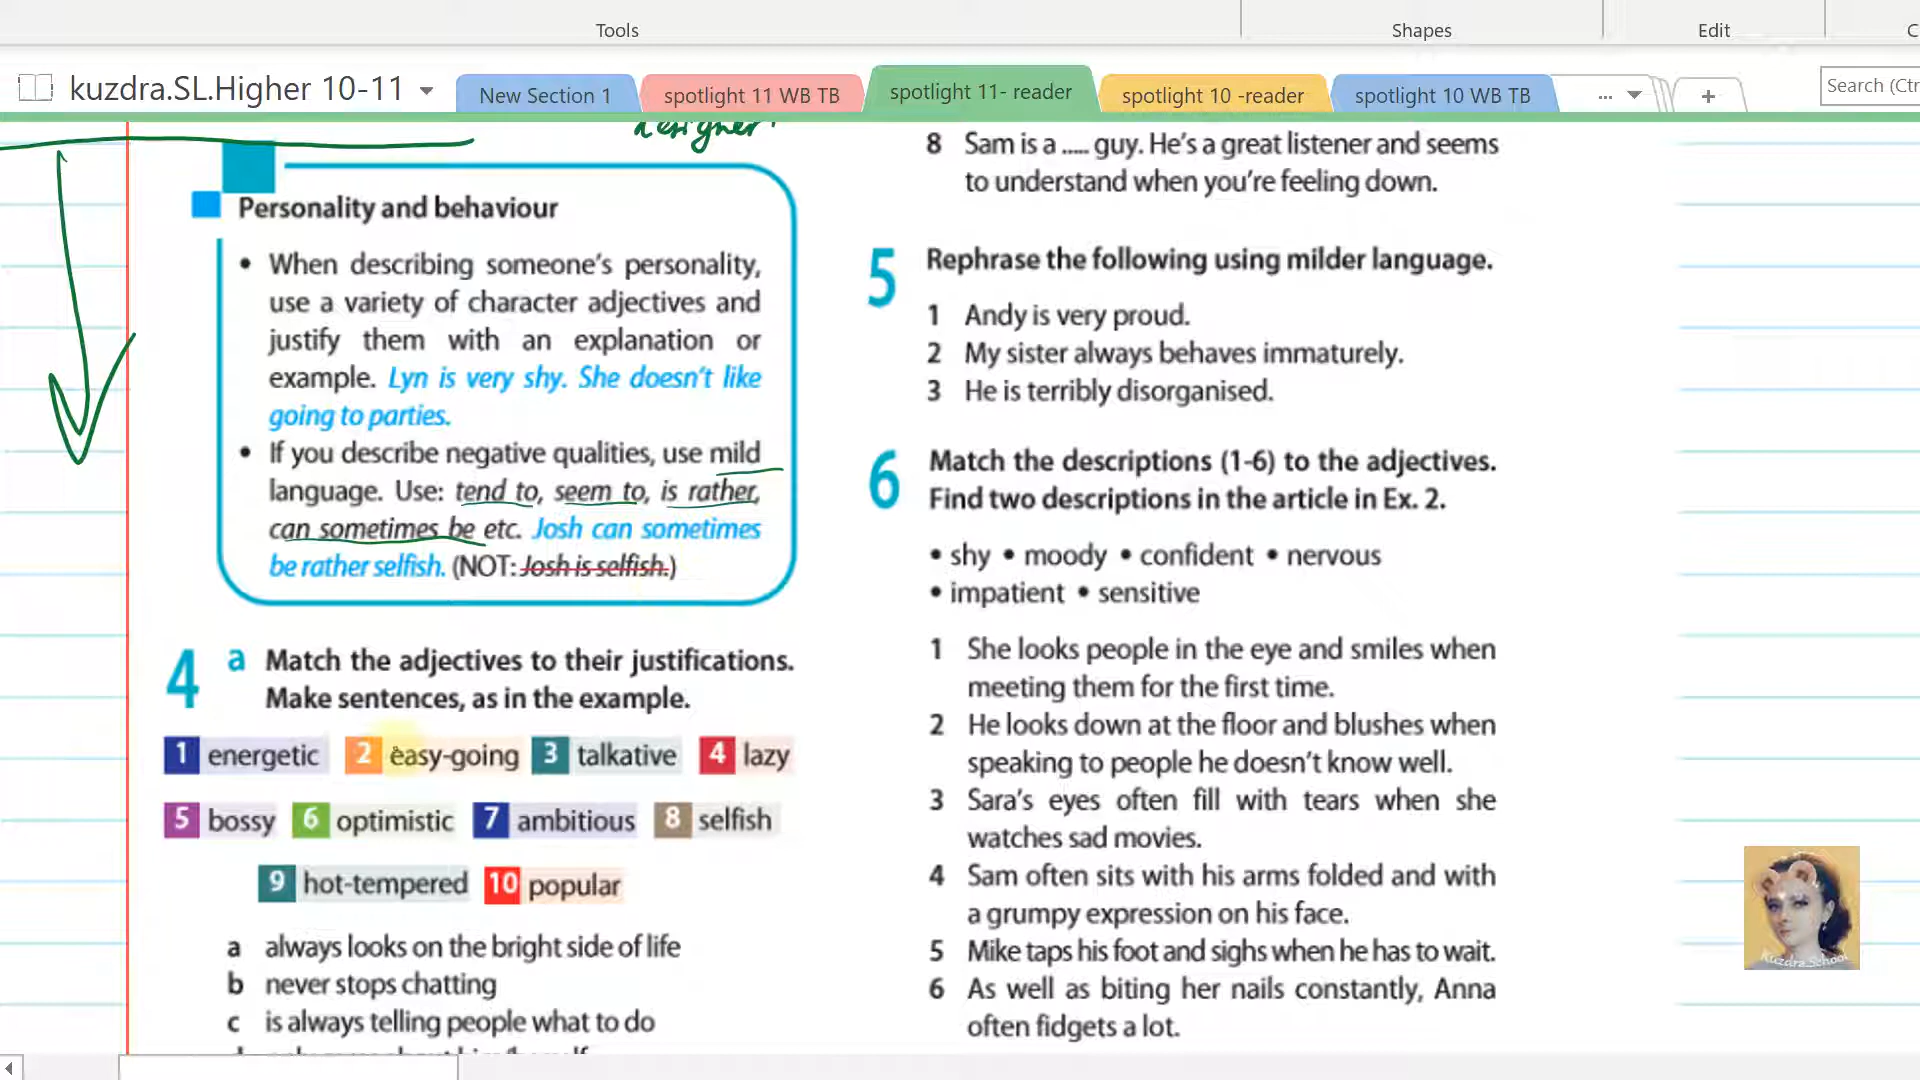 Tools
Shapes
Edit
kuzdra.SL.Higher 10-11
New Section 1
spotlight 11 WB TB
spotlight 11- reader
spotlight 10 -reader
spotlight 10 WB TB
...
+
Search (Ctr
Personality and behaviour
• When describing someone's personality,
use a variety of character adjectives and
justify them with an explanation or
example. Lyn is very shy. She doesn't like
going to parties.
• If you describe negative qualities, use mild
language. Use: tend to, seem to, is rather,
can sometimes be etc. Josh can sometimes
be rather selfish. (NOT: Josh is selfish.)
4 a Match the adjectives to their justifications.
Make sentences, as in the example.
1 energetic 2 easy-going 3 talkative 4 lazy
5 bossy 6 optimistic 7 ambitious 8 selfish
9 hot-tempered 10 popular
a always looks on the bright side of life
b never stops chatting
c is always telling people what to do
8 Sam is a ..... guy. He's a great listener and seems
to understand when you're feeling down.
5 Rephrase the following using milder language.
1 Andy is very proud.
2 My sister always behaves immaturely.
3 He is terribly disorganised.
6 Match the descriptions (1-6) to the adjectives.
Find two descriptions in the article in Ex. 2.
• shy • moody • confident • nervous
• impatient • sensitive
1 She looks people in the eye and smiles when
meeting them for the first time.
2 He looks down at the floor and blushes when
speaking to people he doesn't know well.
3 Sara's eyes often fill with tears when she
watches sad movies.
4 Sam often sits with his arms folded and with
a grumpy expression on his face.
5 Mike taps his foot and sighs when he has to wait.
6 As well as biting her nails constantly, Anna
often fidgets a lot.
Kuzdra.School